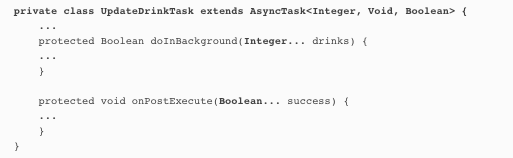 private class UpdateDrinkTask extends AsyncTask<Integer, Void, Boolean> {
...
protected Boolean doInBackground(Integer... drinks) {
...
}
protected void onPostExecute(Boolean... success) {
...
}
}